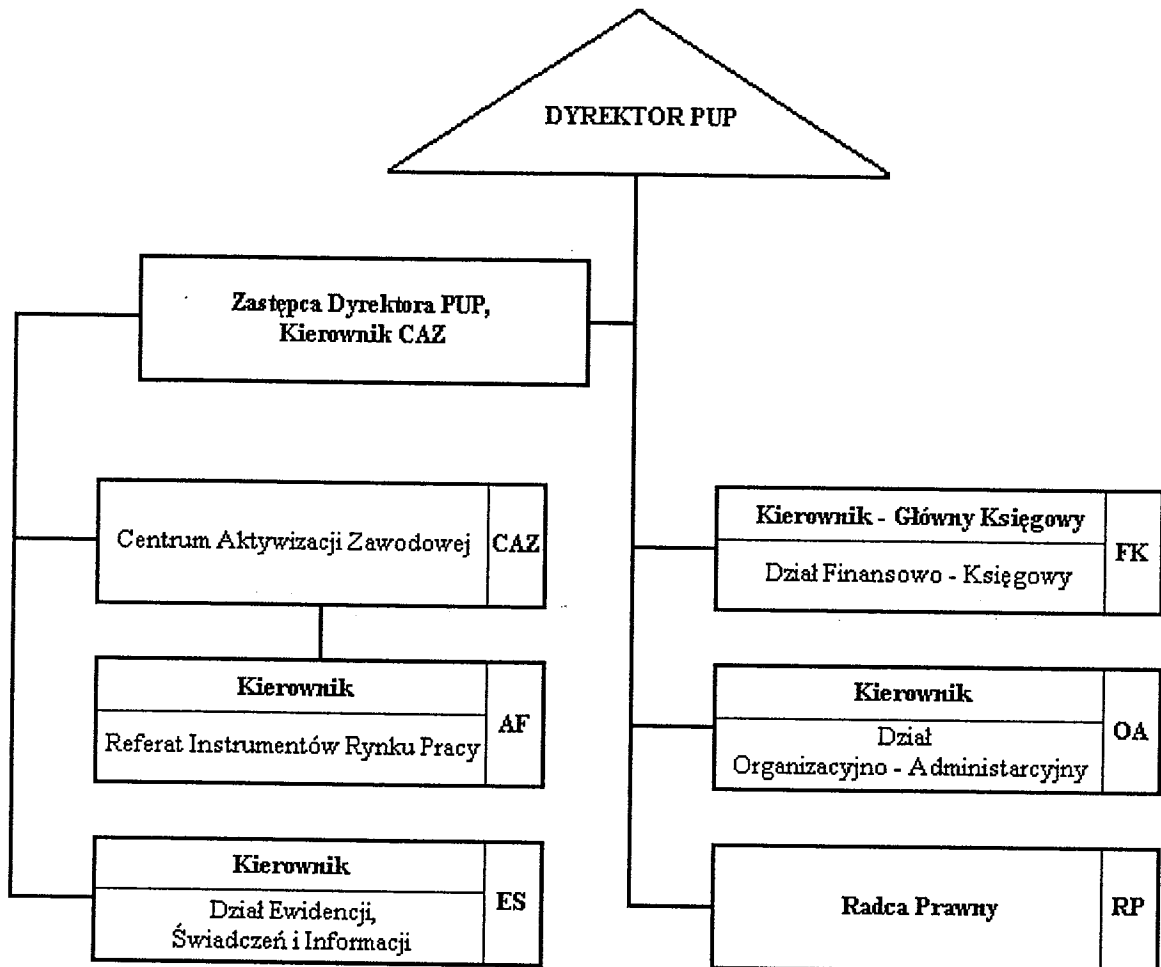 DYREKTOR PUP
Zastępca Dyrektora PUP,
Kierownik CAZ
Centrum Aktywizacji Zawodowej
CAZ
Kierownik
Referat Instrumentów Rynku Pracy
AF
Kierownik
Dział Ewidencji,
Świadczeń i Informacji
ES
Kierownik - Główny Księgowy
Dział Finansowo - Księgowy
FK
Kierownik
Dział
Organizacyjno - Administarcyjny
OA
Radca Prawny
RP